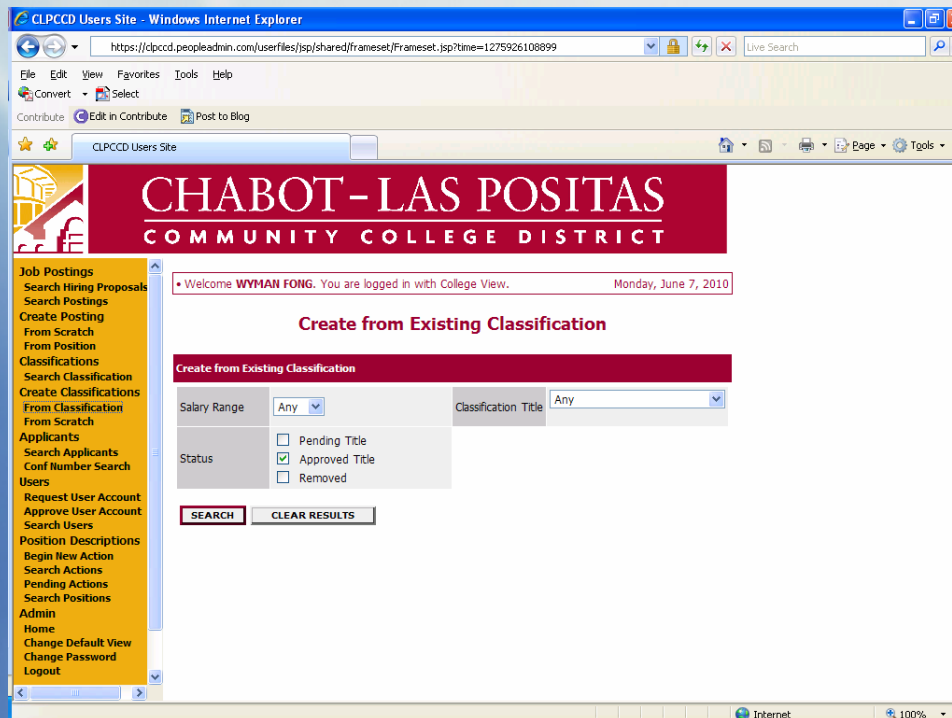 CLPCCD Users Site - Windows Internet Explorer
https://clpccd.peopleadmin.com/userfiles/jsp/shared/frameset/Frameset.jsp?time=1275926108899
Live Search
File Edit View Favorites Tools Help
Convert Select
Contribute Edit in Contribute Post to Blog
CLPCCD Users Site
Page Tools
CHABOT-LAS POSITAS
COMMUNITY COLLEGE DISTRICT
Job Postings
Search Hiring Proposals
Search Postings
Create Posting
From Scratch
From Position
Classifications
Search Classification
Create Classifications
From Classification
From Scratch
Applicants
Search Applicants
Conf Number Search
Users
Request User Account
Approve User Account
Search Users
Position Descriptions
Begin New Action
Search Actions
Pending Actions
Search Positions
Admin
Home
Change Default View
Change Password
Logout
• Welcome WYMAN FONG. You are logged in with College View. Monday, June 7, 2010
Create from Existing Classification
Create from Existing Classification
Salary Range Any Classification Title Any
Status
Pending Title
Approved Title
Removed
SEARCH CLEAR RESULTS
Internet 100%